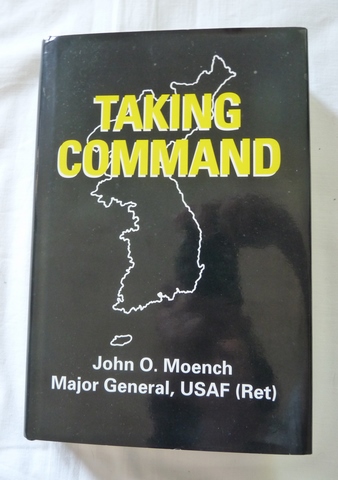 TAKING
COMMAND
John O. Moench
Major General, USAF (Ret)